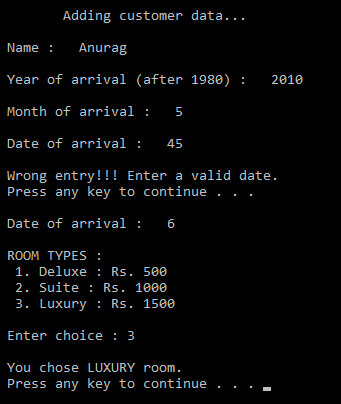 Adding customer data...
Name :   Anurag
Year of arrival (after 1980) :   2010
Month of arrival :   5
Date of arrival :   45
Wrong entry!!! Enter a valid date.
Press any key to continue . . .
Date of arrival :   6
ROOM TYPES :
1. Deluxe : Rs. 500
2. Suite : Rs. 1000
3. Luxury : Rs. 1500
Enter choice : 3
You chose LUXURY room.
Press any key to continue . . . _